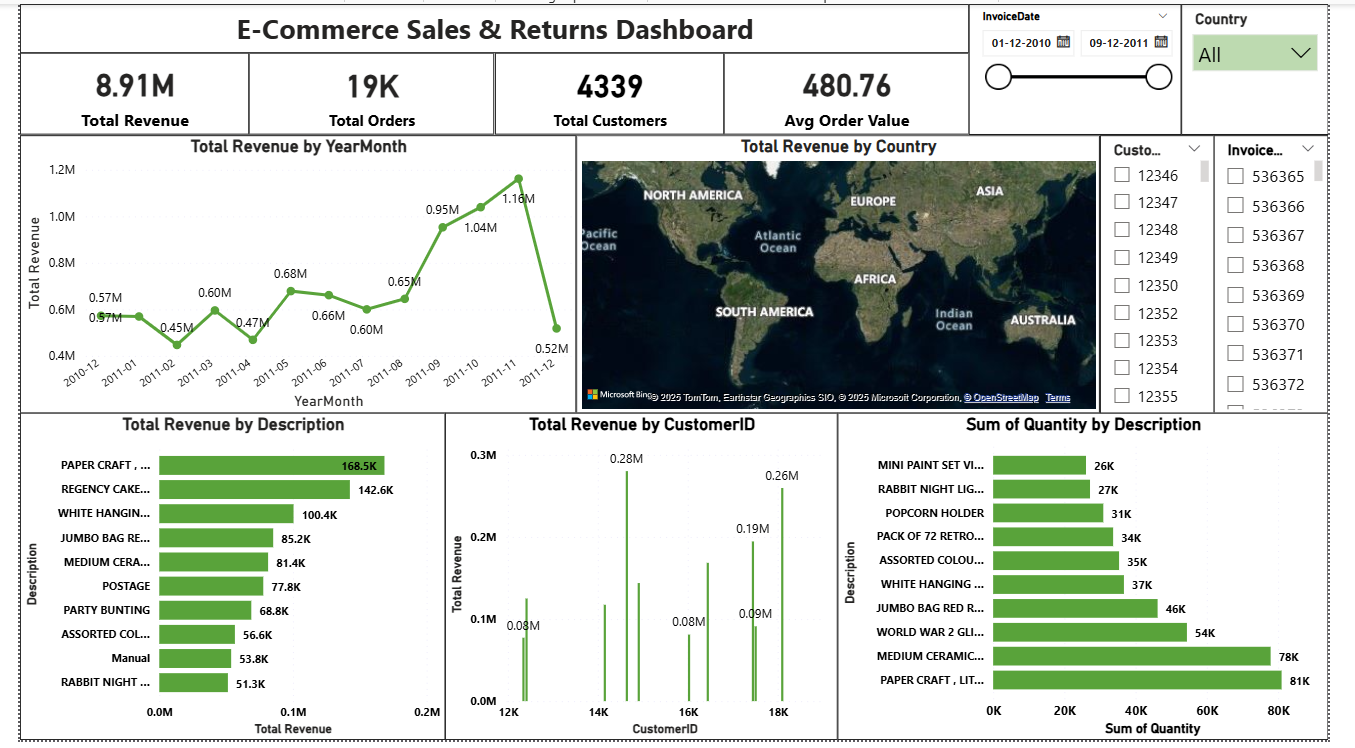 E-Commerce Sales & Returns Dashboard
InvoiceDate
01-12-2010
09-12-2011
Country
All
8.91M
Total Revenue
19K
Total Orders
4339
Total Customers
480.76
Avg Order Value
Total Revenue by YearMonth
Total Revenue
1.2M
1.0M
0.8M
0.6M
0.4M
0.57M
0.57M
0.45M
0.60M
0.47M
0.68M
0.66M
0.60M
0.65M
0.95M
1.04M
1.16M
0.52M
2010-12
2011-01
2011-02
2011-03
2011-04
2011-05
2011-06
2011-07
2011-08
2011-09
2011-10
2011-11
2011-12
YearMonth
Total Revenue by Country
NORTH AMERICA
EUROPE
ASIA
Pacific
Ocean
Atlantic
Ocean
AFRICA
SOUTH AMERICA
Indian
Ocean
AUSTRALIA
Microsoft Bing
© 2025 TomTom, Earthstar Geographics SIO, © 2025 Microsoft Corporation, © OpenStreetMap Terms
Custo...
12346
12347
12348
12349
12350
12352
12353
12354
12355
Invoice...
536365
536366
536367
536368
536369
536370
536371
536372
Total Revenue by Description
Description
PAPER CRAFT , ... 168.5K
REGENCY CAKE... 142.6K
WHITE HANGIN... 100.4K
JUMBO BAG RE... 85.2K
MEDIUM CERA... 81.4K
POSTAGE 77.8K
PARTY BUNTING 68.8K
ASSORTED COL... 56.6K
Manual 53.8K
RABBIT NIGHT ... 51.3K
0.0M 0.1M 0.2M
Total Revenue
Total Revenue by CustomerID
Total Revenue
0.3M
0.2M
0.1M
0.0M
0.08M
0.28M
0.08M
0.19M
0.09M
0.26M
12K 14K 16K 18K
CustomerID
Sum of Quantity by Description
Description
MINI PAINT SET VI... 26K
RABBIT NIGHT LIG... 27K
POPCORN HOLDER 31K
PACK OF 72 RETRO... 34K
ASSORTED COLOU... 35K
WHITE HANGING ... 37K
JUMBO BAG RED R... 46K
WORLD WAR 2 GLI... 54K
MEDIUM CERAMIC... 78K
PAPER CRAFT , LIT... 81K
0K 20K 40K 60K 80K
Sum of Quantity